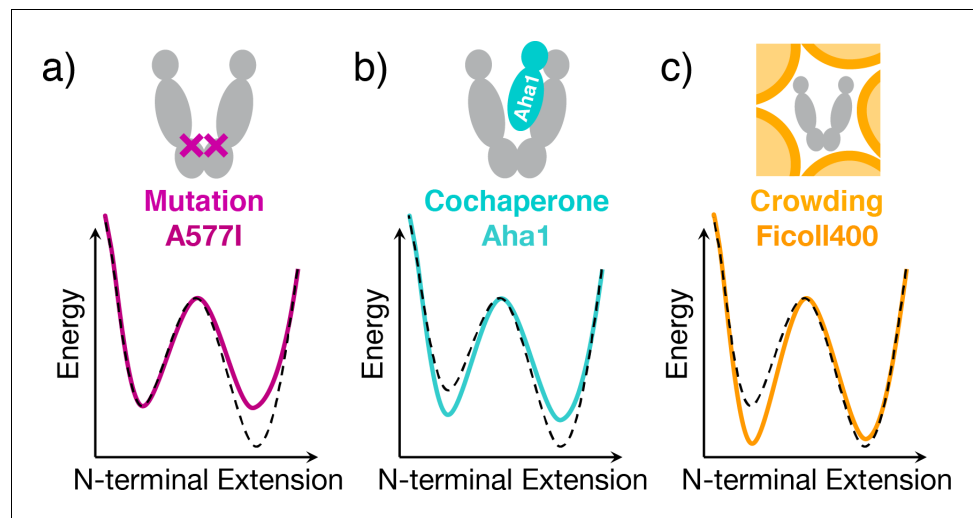 a)
Aha1
Mutation
A577I
Energy
N-terminal Extension
b)
Cochaperone
Aha1
Energy
N-terminal Extension
c)
Crowding
Ficoll400
Energy
N-terminal Extension